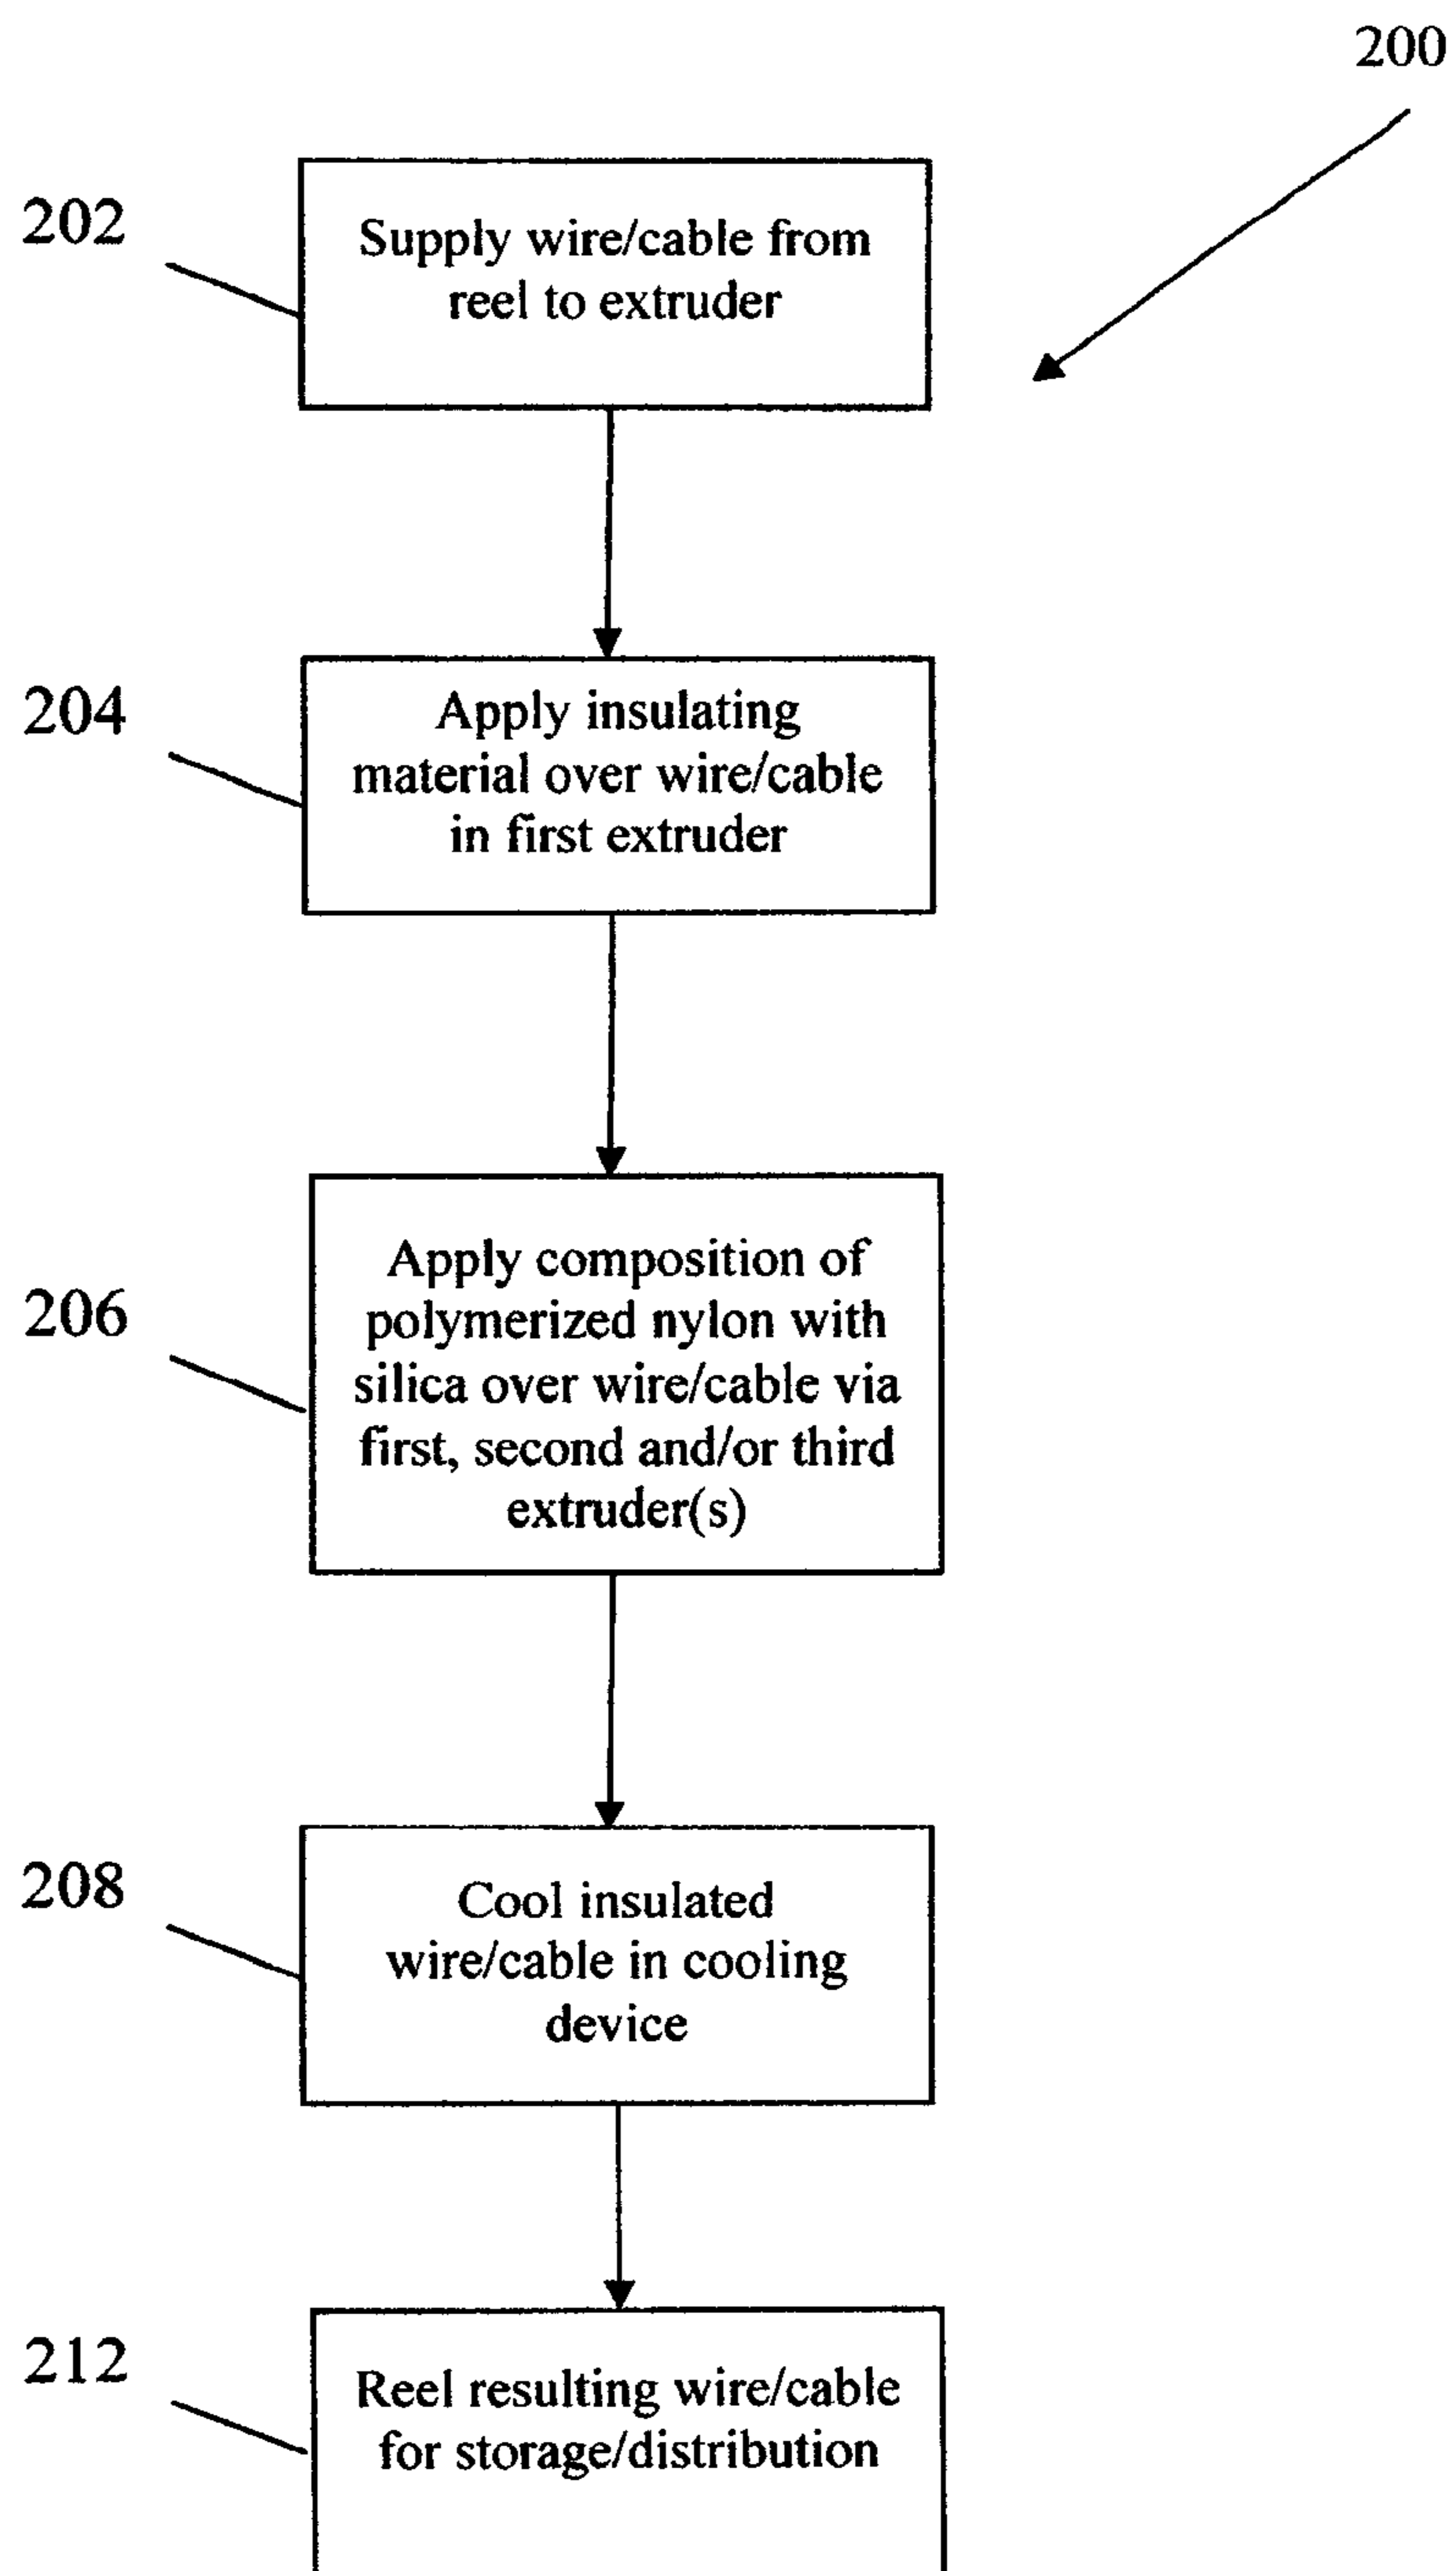 200
202
Supply wire/cable from
reel to extruder
204
Apply insulating
material over wire/cable
in first extruder
206
Apply composition of
polymerized nylon with
silica over wire/cable via
first, second and/or third
extruder(s)
208
Cool insulated
wire/cable in cooling
device
212
Reel resulting wire/cable
for storage/distribution